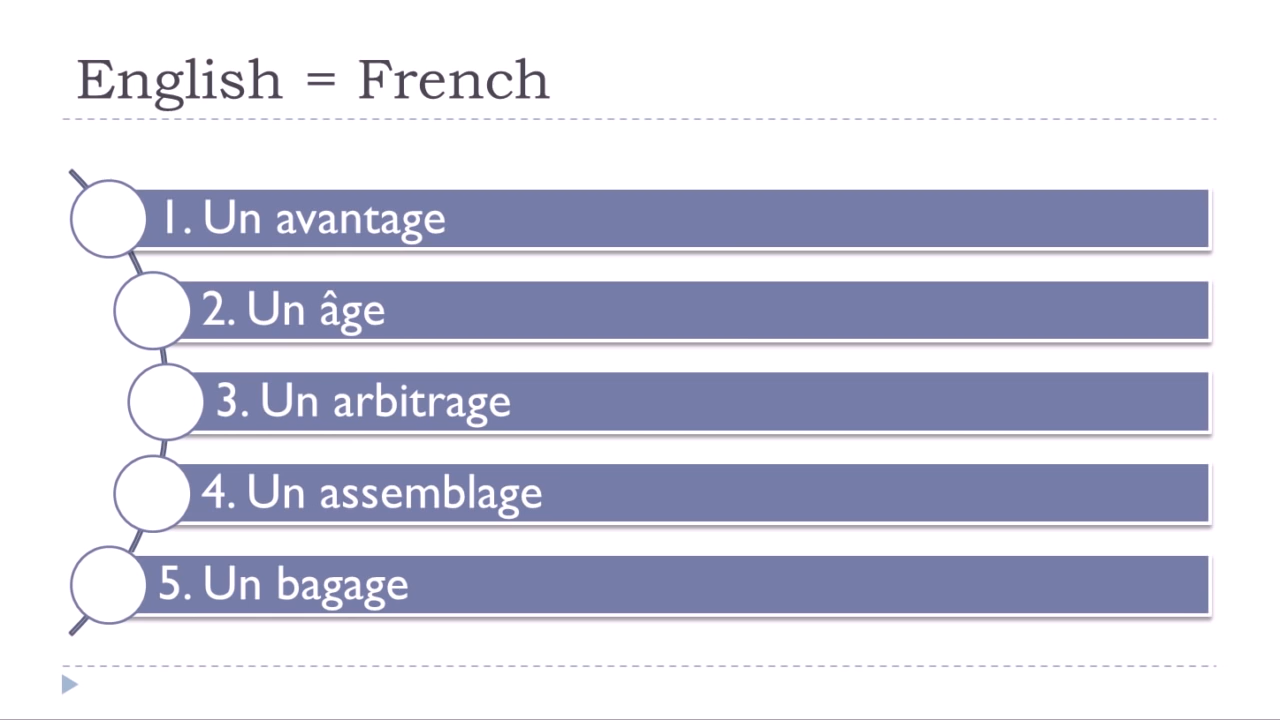 English = French
1. Un avantage
2. Un âge
3. Un arbitrage
4. Un assemblage
5. Un bagage